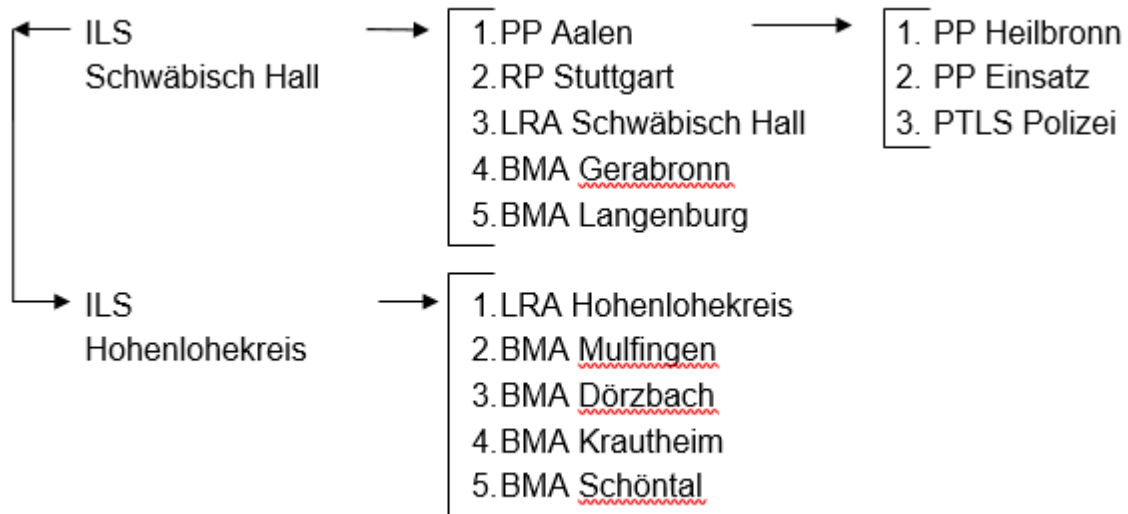 ILS
Schwäbisch Hall
1. PP Aalen
2. RP Stuttgart
3. LRA Schwäbisch Hall
4. BMA Gerabronn
5. BMA Langenburg
1. PP Heilbronn
2. PP Einsatz
3. PTLS Polizei
ILS
Hohenlohekreis
1. LRA Hohenlohekreis
2. BMA Mulfingen
3. BMA Dörzbach
4. BMA Krautheim
5. BMA Schöntal